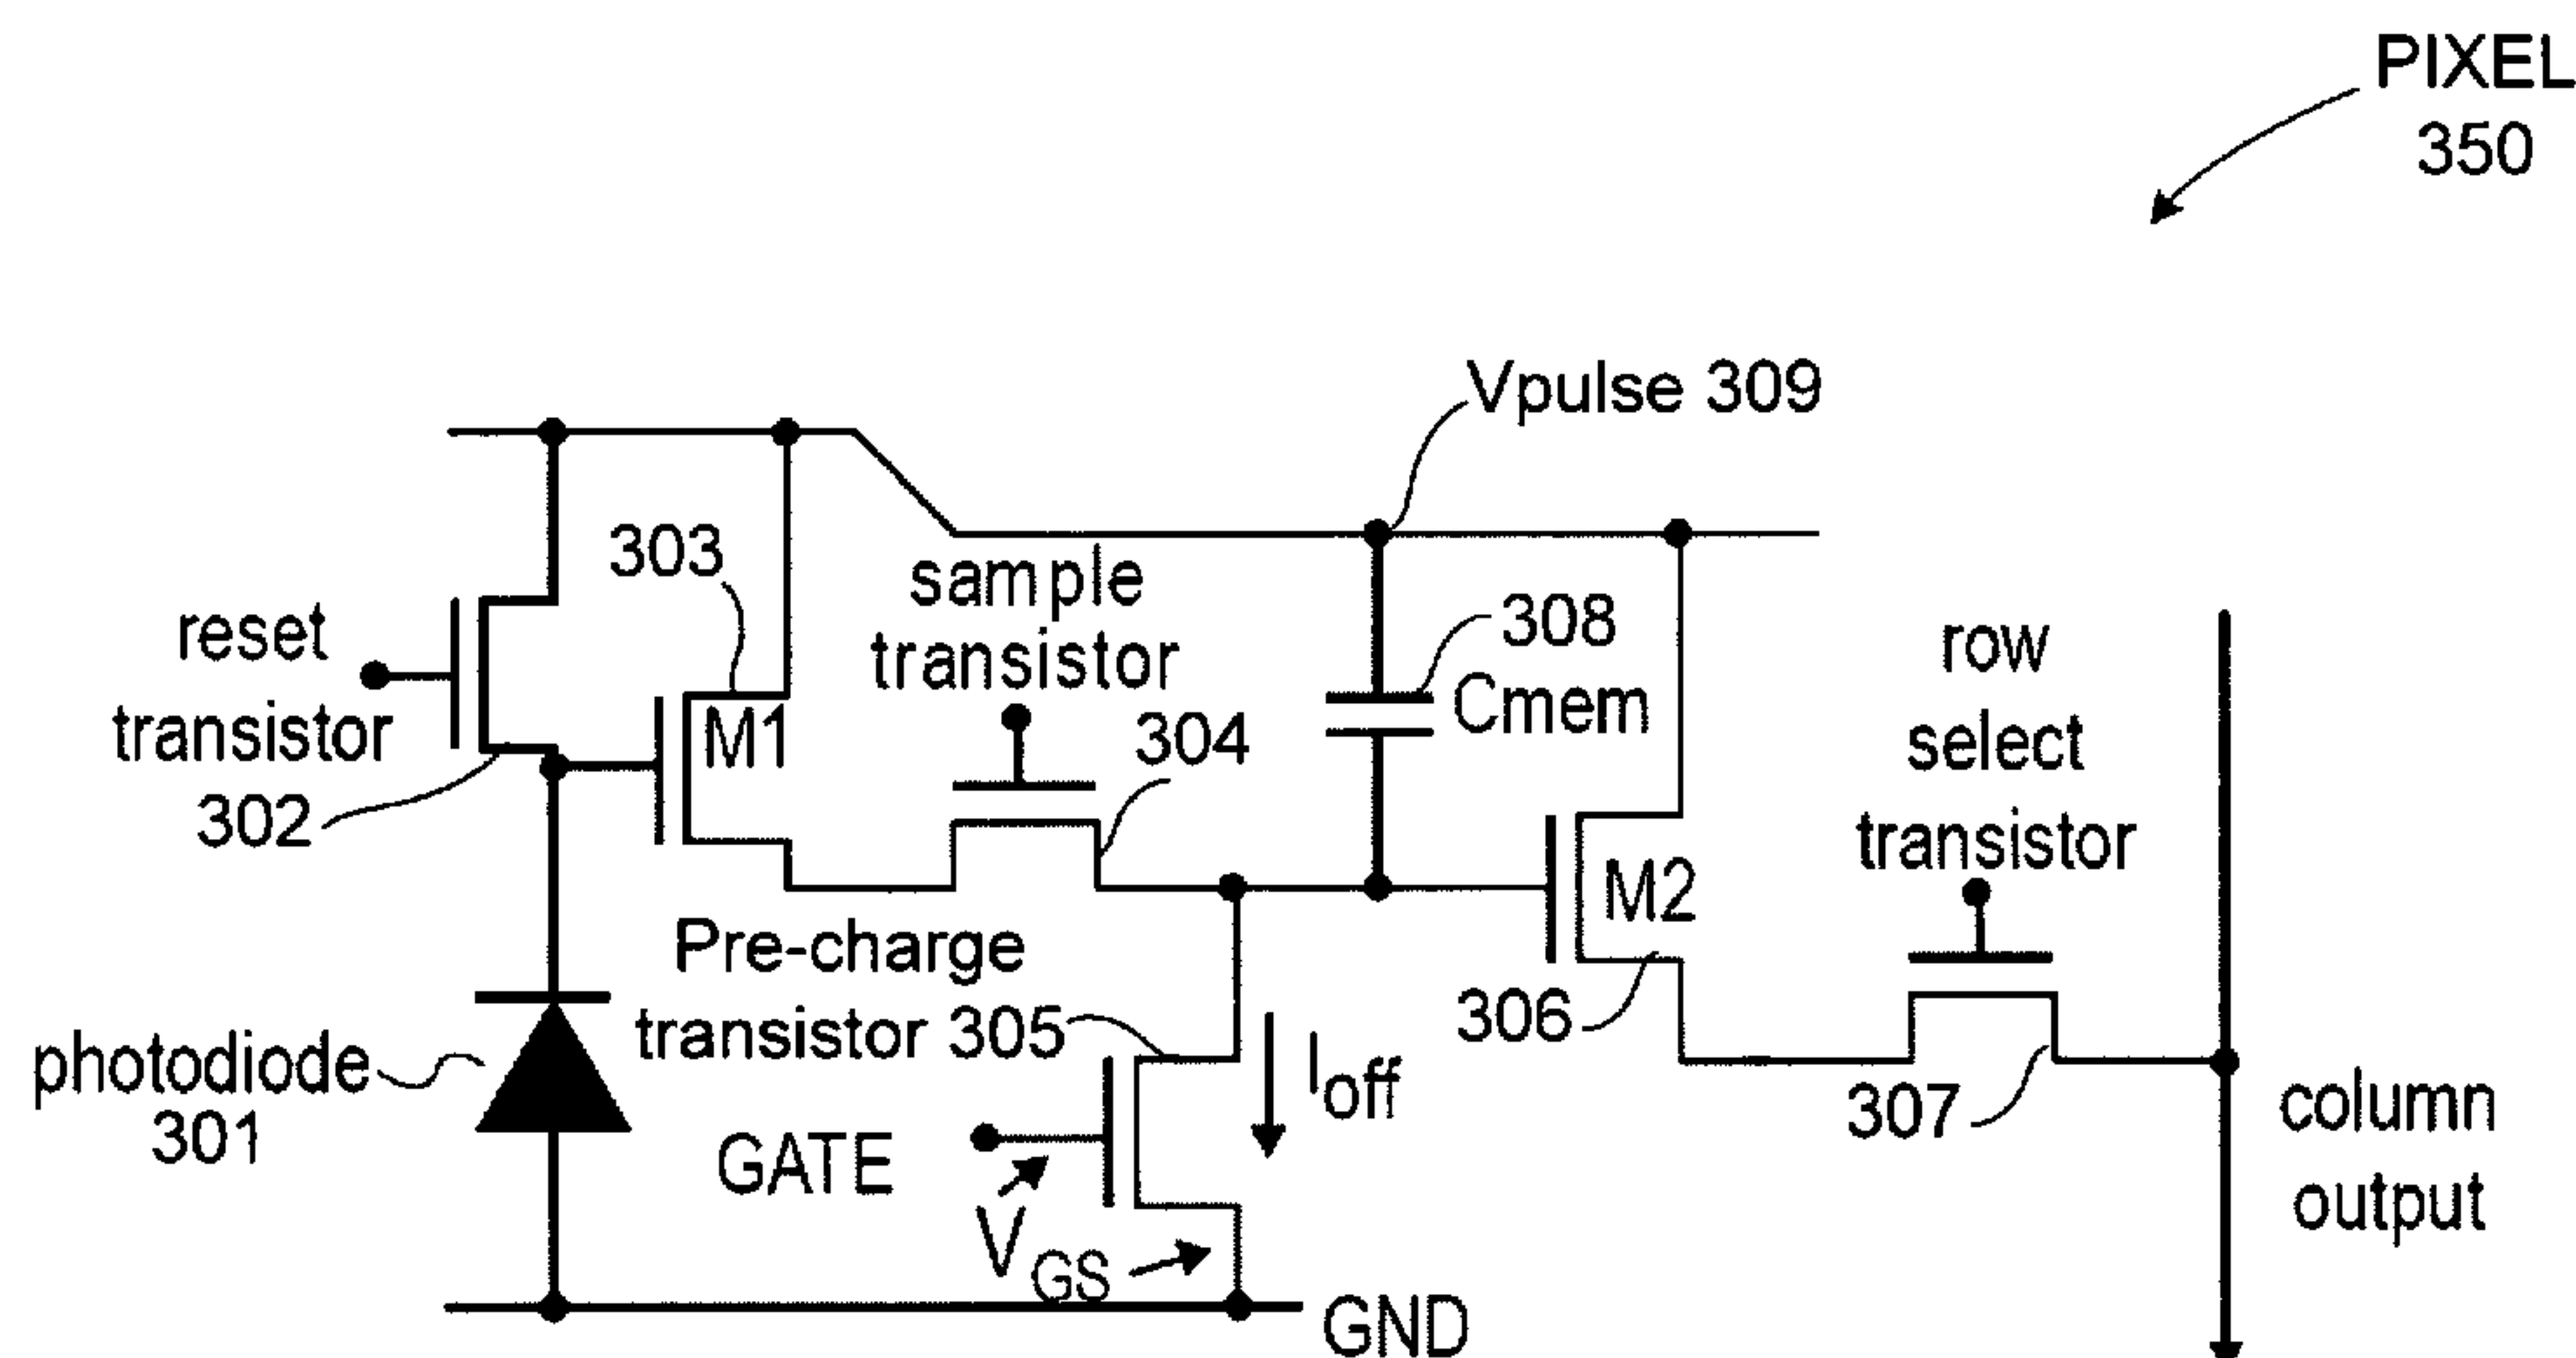 PIXEL
350
Vpulse 309
303
sample
transistor
304
308
Cmem
reset
transistor
302
M1
row
select
transistor
M2
Pre-charge
transistor 305
306
307
photodiode
301
Ioff
GATE
VGS
column
output
GND